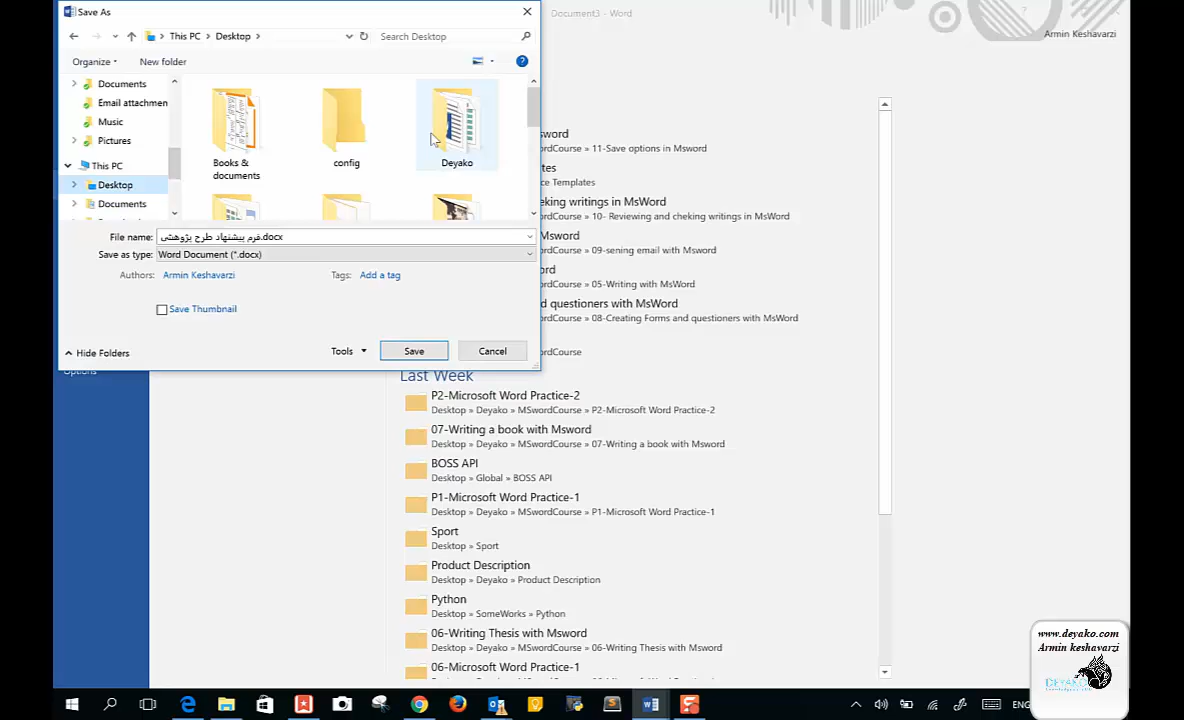 Save As
Document3 - Word
Armin Keshavarzi
This PC
Desktop
Search Desktop
Organize
New folder
Documents
Email attachmen
Music
Pictures
This PC
Desktop
Documents
Books &
documents
config
Deyako
File name:
فرم پیشنهاد طرح پژوهشی.docx
Save as type:
Word Document (*.docx)
Authors:
Armin Keshavarzi
Tags:
Add a tag
Save Thumbnail
Hide Folders
Tools
Save
Cancel
Options
sword
ordCourse » 11-Save options in Msword
tes
ce Templates
eking writings in MsWord
ordCourse » 10- Reviewing and cheking writings in MsWord
Msword
ordCourse » 09-sening email with Msword
ord
ordCourse » 05-Writing with Msword
d questioners with MsWord
ordCourse » 08-Creating Forms and questioners with MsWord
ordCourse
Last Week
P2-Microsoft Word Practice-2
Desktop » Deyako » MSwordCourse » P2-Microsoft Word Practice-2
07-Writing a book with Msword
Desktop » Deyako » MSwordCourse » 07-Writing a book with Msword
BOSS API
Desktop » Global » BOSS API
P1-Microsoft Word Practice-1
Desktop » Deyako » MSwordCourse » P1-Microsoft Word Practice-1
Sport
Desktop » Sport
Product Description
Desktop » Deyako » Product Description
Python
Desktop » SomeWorks » Python
06-Writing Thesis with Msword
Desktop » Deyako » MSwordCourse » 06-Writing Thesis with Msword
06-Microsoft Word Practice-1
www.deyako.com
Armin keshavarzi
DEYAKO
ENG